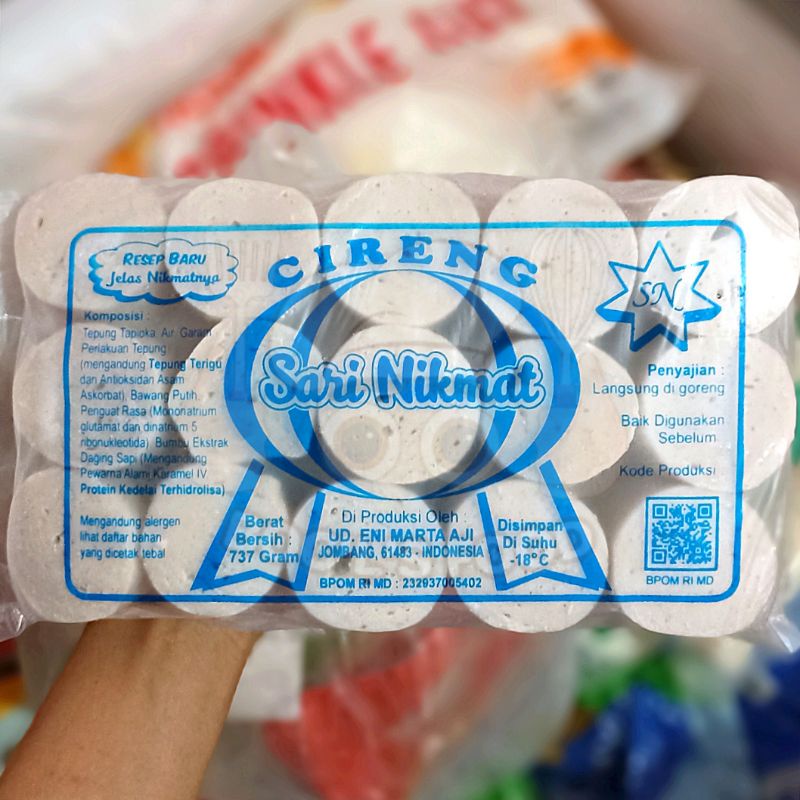 RESEP BARU
Jelas Nikmatnya
CIRENG
SN.
Sari Nikmat
Komposisi :
Tepung Tapioka Air Garam
Perlakuan Tepung
(mengandung Tepung Terigu
dan Antioksidan Asam
Askorbat), Bawang Putih,
Penguat Rasa (Mononatrium
glutamat dan dinatrium 5
ribonukleotida) Bumbu Ekstrak
Daging Sapi (Mengandung
Pewarna Alami Karamel IV
Protein Kedelai Terhidrolisa)
Mengandung alergen
lihat daftar bahan
yang dicetak tebal
Berat
Bersih :
737 Gram
Di Produksi Oleh :
UD. ENI MARTA AJI
JOMBANG, 61483 - INDONESIA
BPOM RI MD : 232937005402
Disimpan
Di Suhu
-18°C
Penyajian :
Langsung di goreng
Baik Digunakan
Sebelum
Kode Produksi
BPOM RI MD